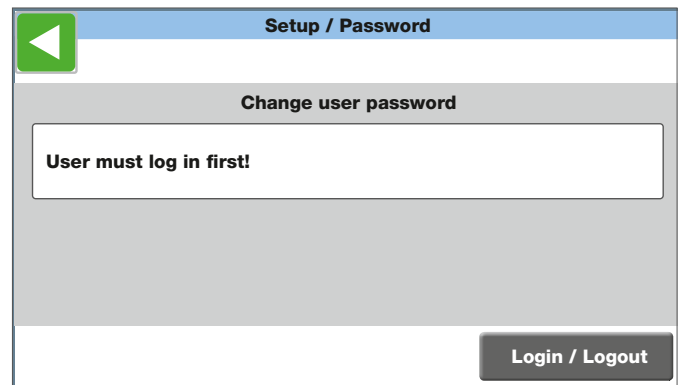 Setup / Password
Change user password
User must log in first!
Login / Logout